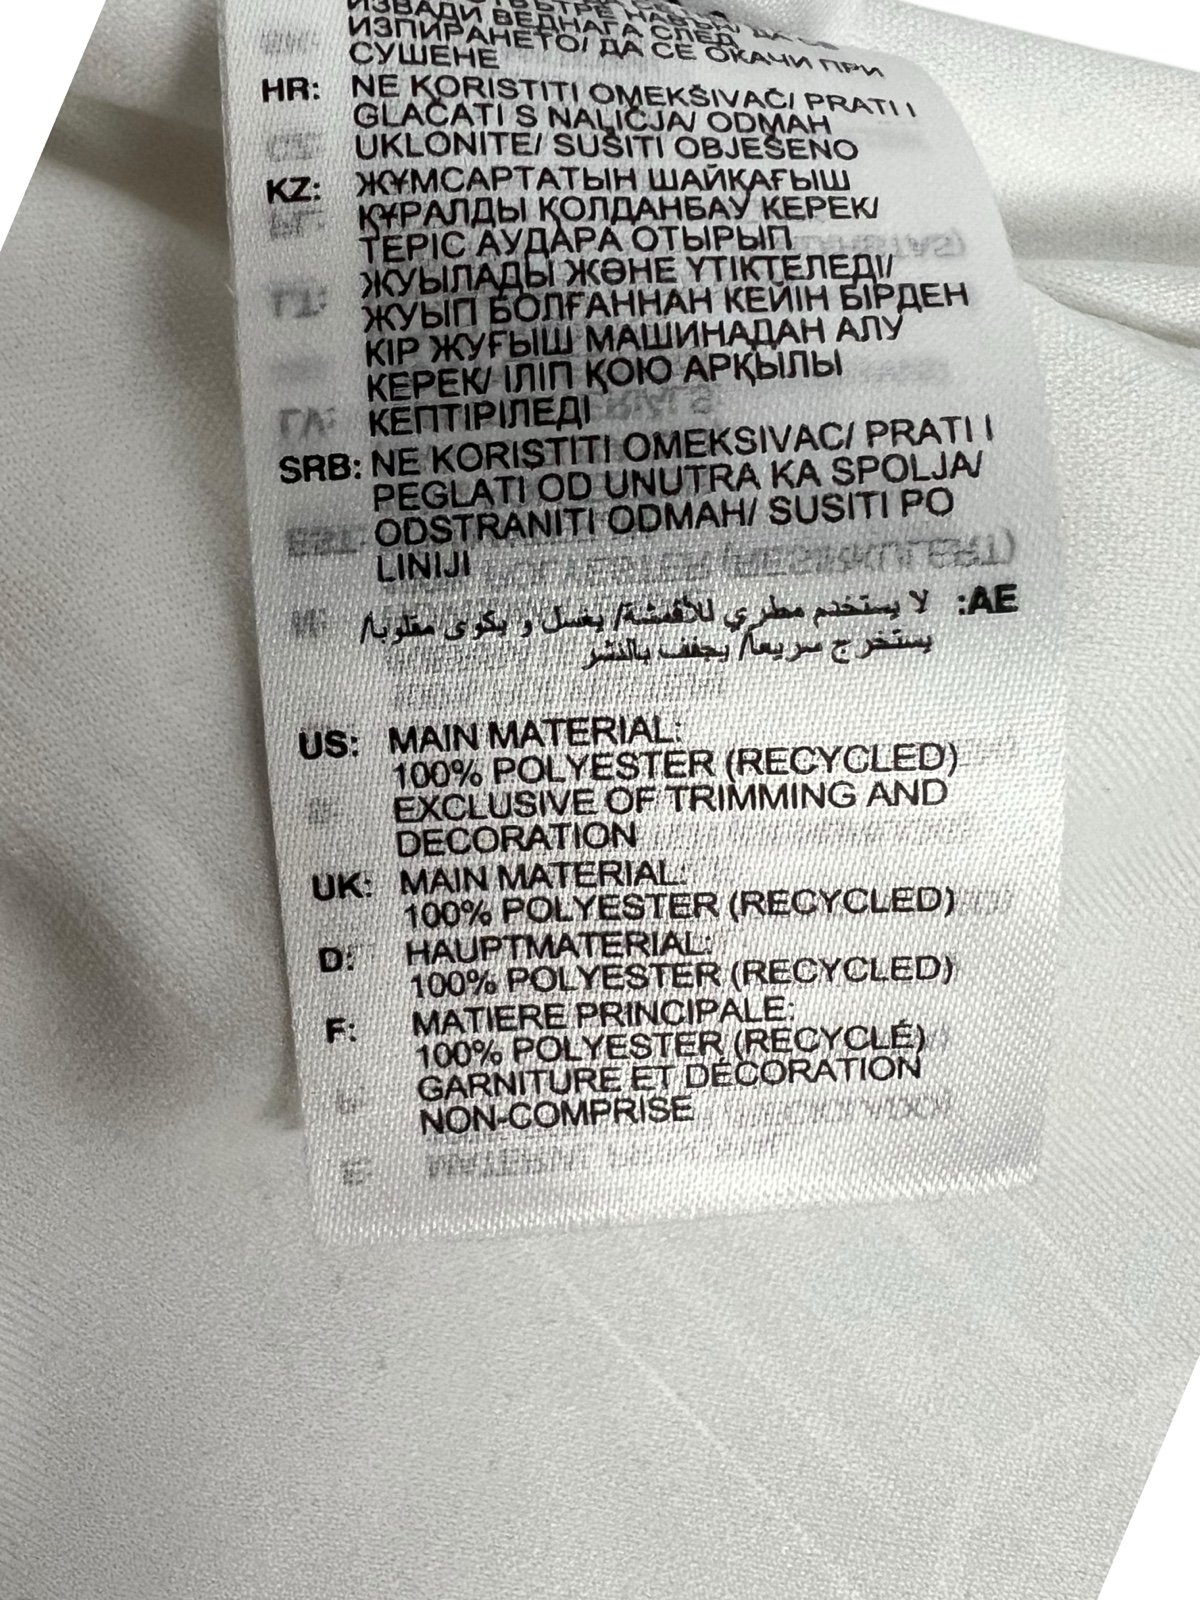 ИЗВАДИ ВЕДНАГА СЛЕД
ИЗПИРАНЕТО/ ДА СЕ ОКАЧИ ПРИ
СУШЕНЕ
HR: NE KORISTITI OMEKŠIVAČ/ PRATI I
GLAČATI S NALIČJA/ ODMAH
UKLONITE/ SUŠITI OBJEŠENO
KZ: ЖҰМСАРТАТЫН ШАЙҚАҒЫШ
ҚҰРАЛДЫ ҚОЛДАНБАУ КЕРЕК/
ТЕРІС АУДАРА ОТЫРЫП
ЖУЫЛАДЫ ЖӘНЕ ҮТІКТЕЛЕДІ/
ЖУЫП БОЛҒАННАН КЕЙІН БІРДЕН
КІР ЖУҒЫШ МАШИНАДАН АЛУ
КЕРЕК/ ІЛІП ҚОЮ АРҚЫЛЫ
КЕПТІРІЛЕДІ
SRB: NE KORISTITI OMEKSIVAC/ PRATI I
PEGLATI OD UNUTRA KA SPOLJA/
ODSTRANITI ODMAH/ SUSITI PO
LINIJI
AE: لا يستخدم مطري للأقمشة/ يغسل و يكوى مقلوبا/
يستخرج سريعا/ يجفف بالنشر
US: MAIN MATERIAL:
100% POLYESTER (RECYCLED)
EXCLUSIVE OF TRIMMING AND
DECORATION
UK: MAIN MATERIAL:
100% POLYESTER (RECYCLED)
D: HAUPTMATERIAL:
100% POLYESTER (RECYCLED)
F: MATIERE PRINCIPALE:
100% POLYESTER (RECYCLÉ)
GARNITURE ET DÉCORATION
NON-COMPRISE